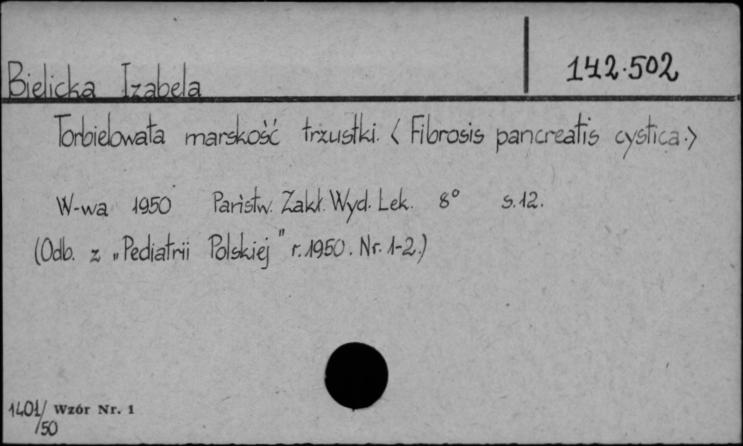 142.502
Bielicka Izabela
Torbielowata marskość trzustki. < Fibrosis pancreatis cystica.>
W-wa 1950 Państw. Zakł. Wyd. Lek. 8° s.12.
(Odb. z „Pediatrii Polskiej" r.1950. Nr. 1-2.)
1401/50 Wzór Nr. 1